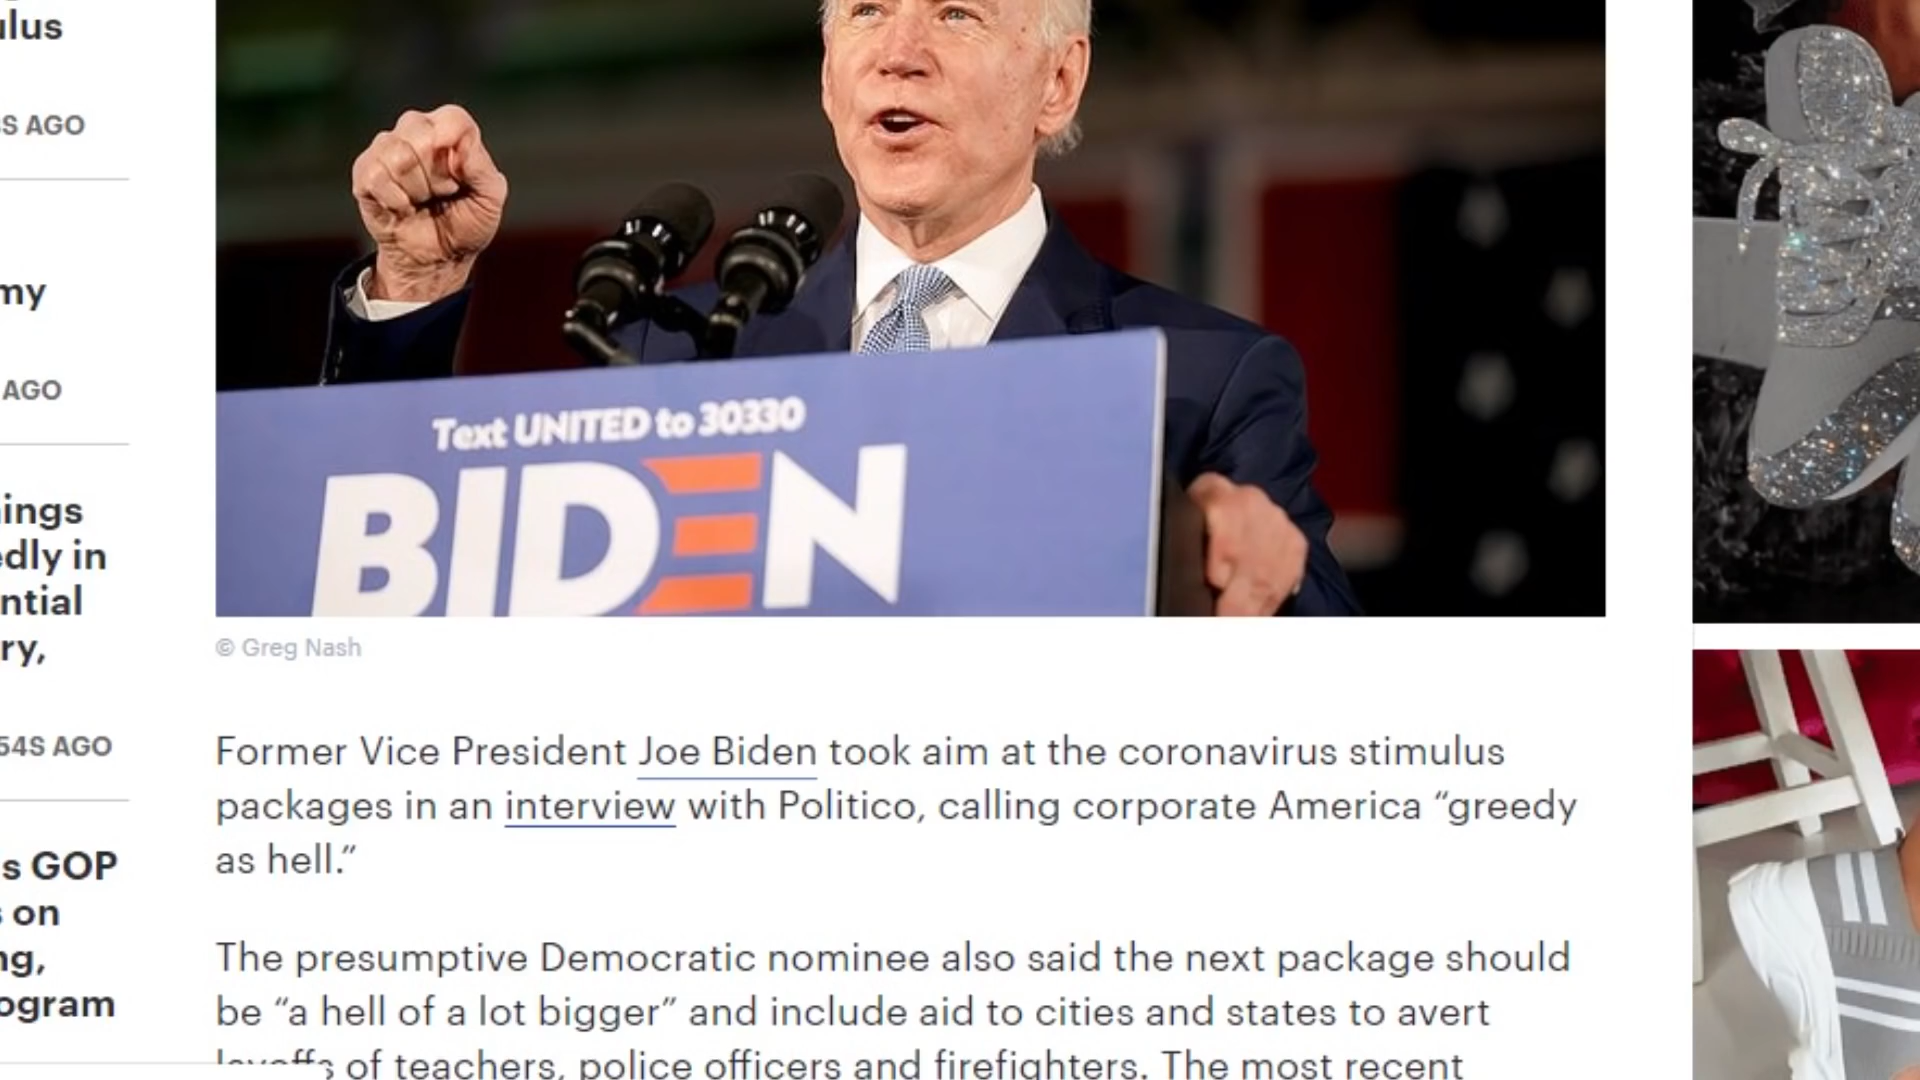 ulus
S AGO
my
AGO
ings
edly in
ntial
ry,
54S AGO
s GOP
s on
ng,
ogram
Text UNITED to 30330
BIDEN
© Greg Nash
Former Vice President Joe Biden took aim at the coronavirus stimulus
packages in an interview with Politico, calling corporate America “greedy
as hell.”
The presumptive Democratic nominee also said the next package should
be “a hell of a lot bigger” and include aid to cities and states to avert
layoffs of teachers, police officers and firefighters. The most recent